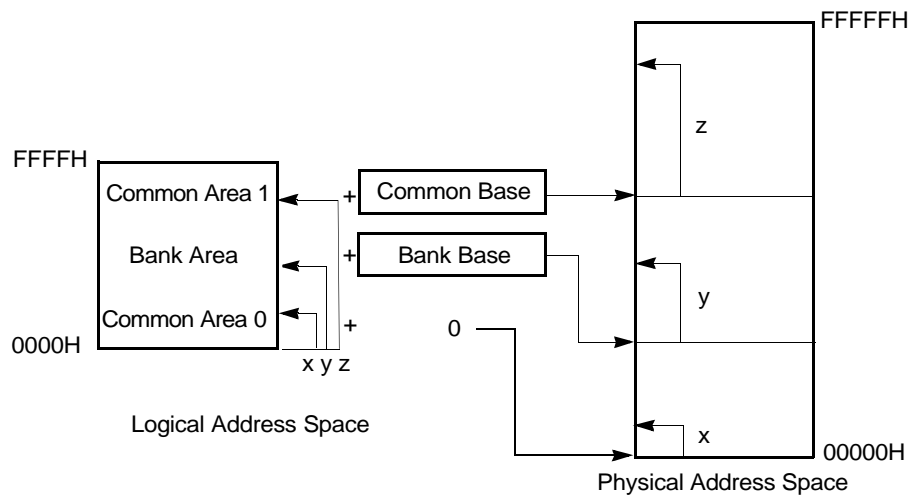 FFFFFH
z
FFFFH
Common Area 1
+ Common Base
Bank Area
+ Bank Base
y
Common Area 0
+
0
0000H
x y z
Logical Address Space
x
00000H
Physical Address Space